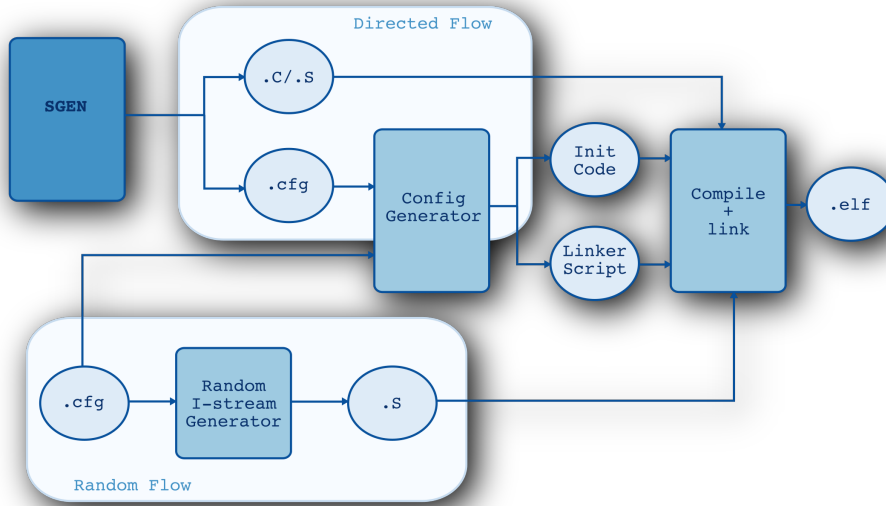 Directed Flow
SGEN
.C/.S
.cfg
Config
Generator
Init
Code
Linker
Script
Compile
+
link
.elf
.cfg
Random
I-stream
Generator
.S
Random Flow